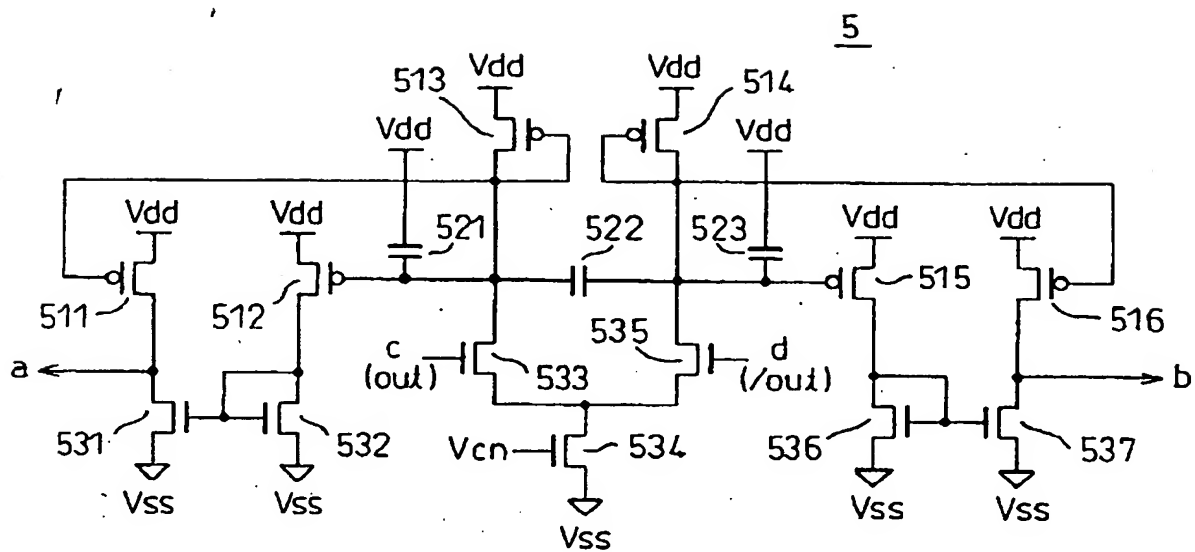 5
Vdd Vdd
513 514
Vdd Vdd
Vdd Vdd 521 522 523 Vdd Vdd
511 512 515 516
c 535 d
a (out) 533 (/out) b
531 532 Vcn 534 536 537
Vss Vss Vss Vss Vss